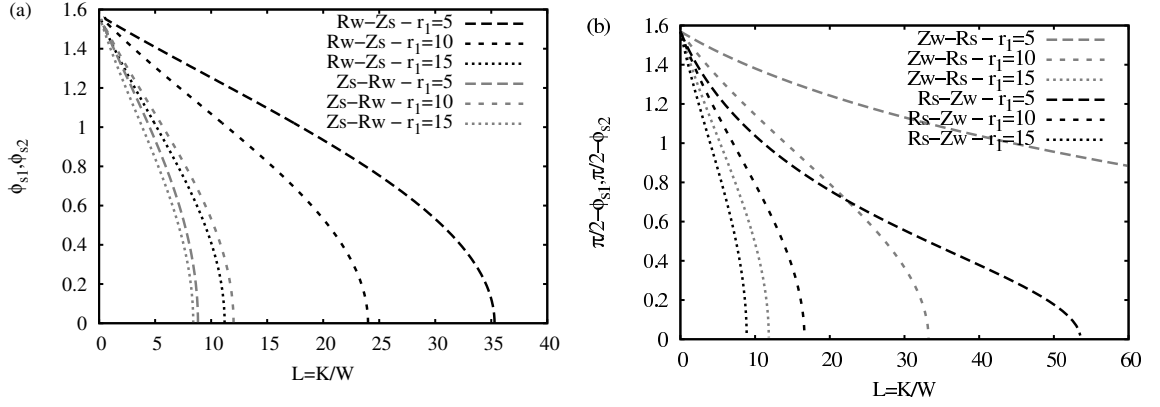 (a)
1.6
1.4
1.2
1
0.8
0.6
0.4
0.2
0
ϕs1,ϕs2
Rw−Zs − r1=5
Rw−Zs − r1=10
Rw−Zs − r1=15
Zs−Rw − r1=5
Zs−Rw − r1=10
Zs−Rw − r1=15
0 5 10 15 20 25 30 35 40
L=K/W
(b)
1.6
1.4
1.2
1
0.8
0.6
0.4
0.2
0
π/2−ϕs1,π/2−ϕs2
Zw−Rs − r1=5
Zw−Rs − r1=10
Zw−Rs − r1=15
Rs−Zw − r1=5
Rs−Zw − r1=10
Rs−Zw − r1=15
0 10 20 30 40 50 60
L=K/W